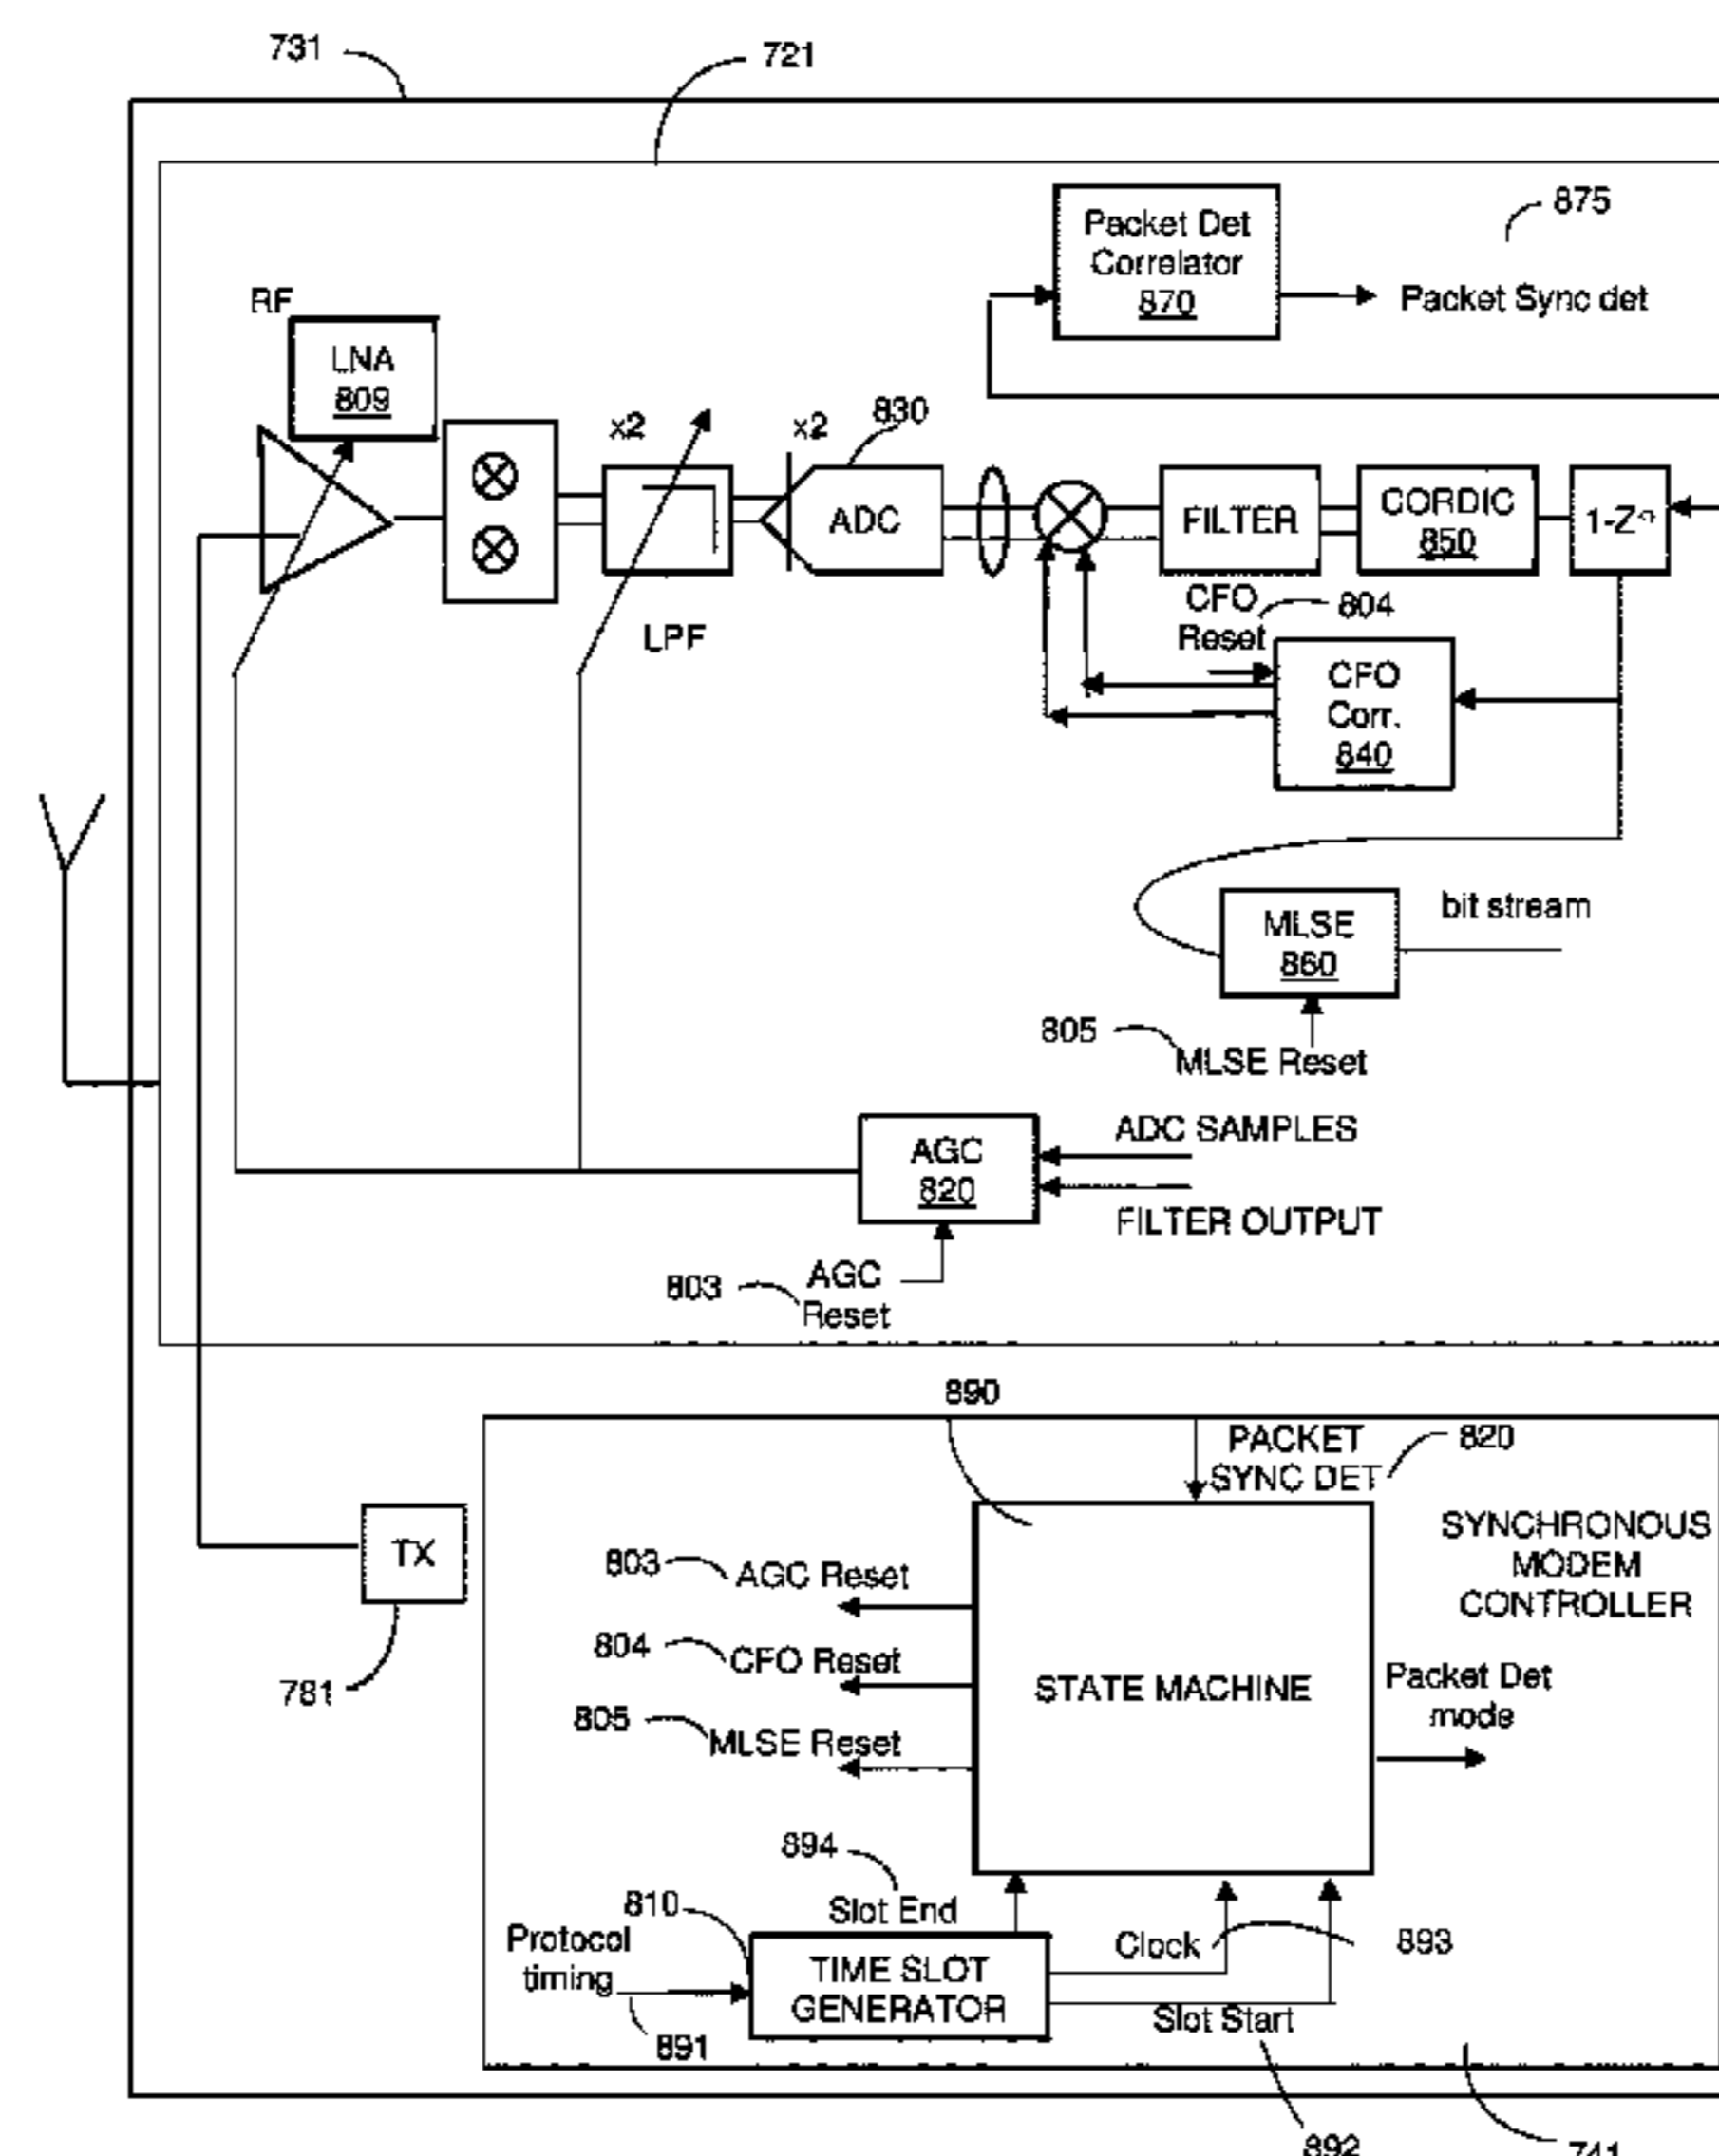 731
721
875
Packet Det
Correlator
870
Packet Sync det
RF
LNA
809
x2
x2
830
ADC
FILTER
CORDIC
850
CFO
Reset
804
LPF
CFO
Corr.
840
MLSE
860
bit stream
805
MLSE Reset
AGC
820
ADC SAMPLES
FILTER OUTPUT
803
AGC
Reset
890
PACKET
SYNC DET
820
TX
781
SYNCHRONOUS
MODEM
CONTROLLER
803
AGC Reset
804
CFO Reset
805
MLSE Reset
STATE MACHINE
Packet Det
mode
894
Slot End
810
Protocol
timing
TIME SLOT
GENERATOR
Clock
893
Slot Start
891
892
741